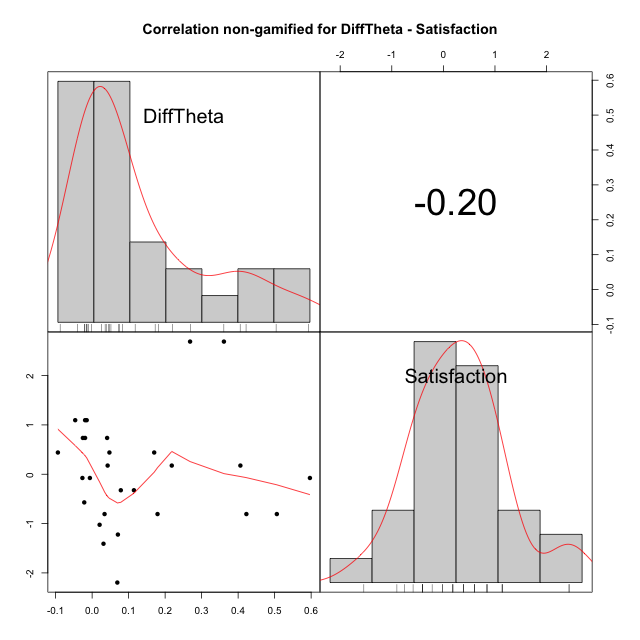 Correlation non-gamified for DiffTheta - Satisfaction
-2 -1 0 1 2
DiffTheta
-0.20
-0.1 0.0 0.1 0.2 0.3 0.4 0.5 0.6
Satisfaction
2
1
0
-1
-2
-0.1 0.0 0.1 0.2 0.3 0.4 0.5 0.6